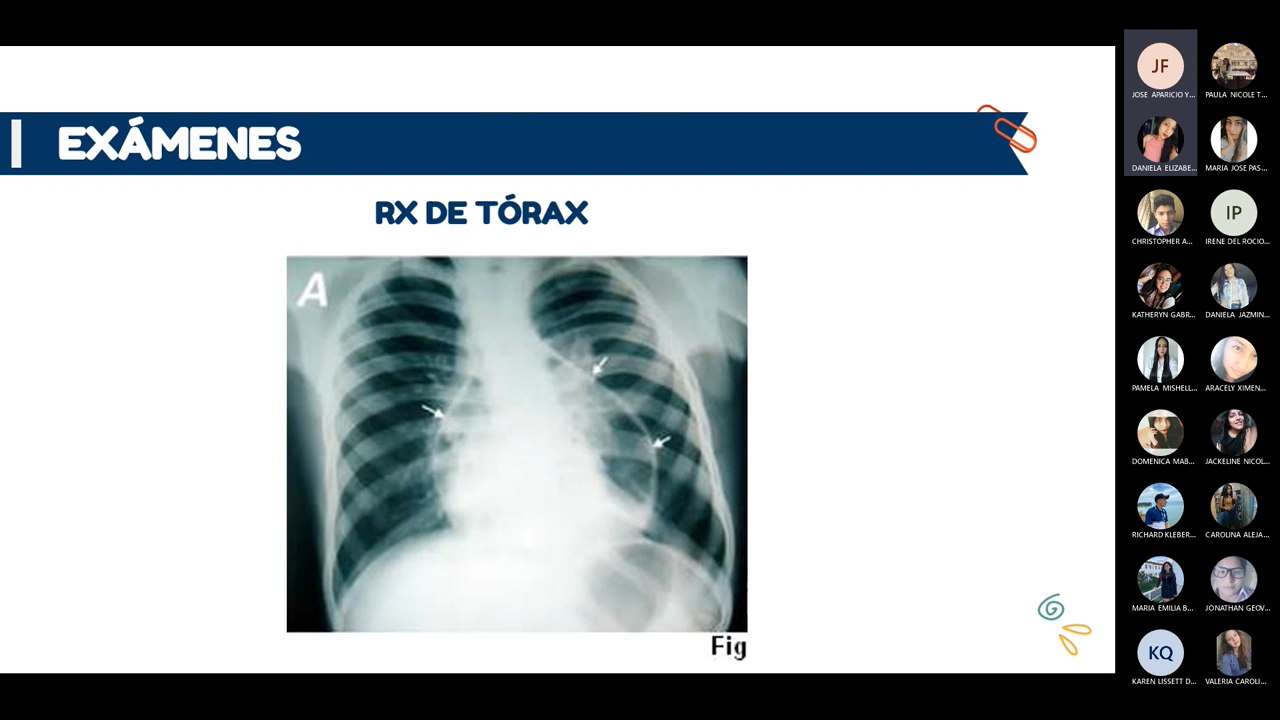 EXÁMENES
RX DE TÓRAX
A
Fig
JF
JOSE APARICIO Y...
PAULA NICOLE T...
DANIELA ELIZABE...
MARIA JOSE PAS...
CHRISTOPHER A...
IP
IRENE DEL ROCIO...
KATHERYN GABR...
DANIELA JAZMIN...
PAMELA MISHELL...
ARACELY XIMEN...
DOMENICA MAB...
JACKELINE NICOL...
RICHARD KLEBER...
CAROLINA ALEJA...
MARIA EMILIA B...
JONATHAN GEOV...
KQ
KAREN LISSETT D...
VALERIA CAROLI...